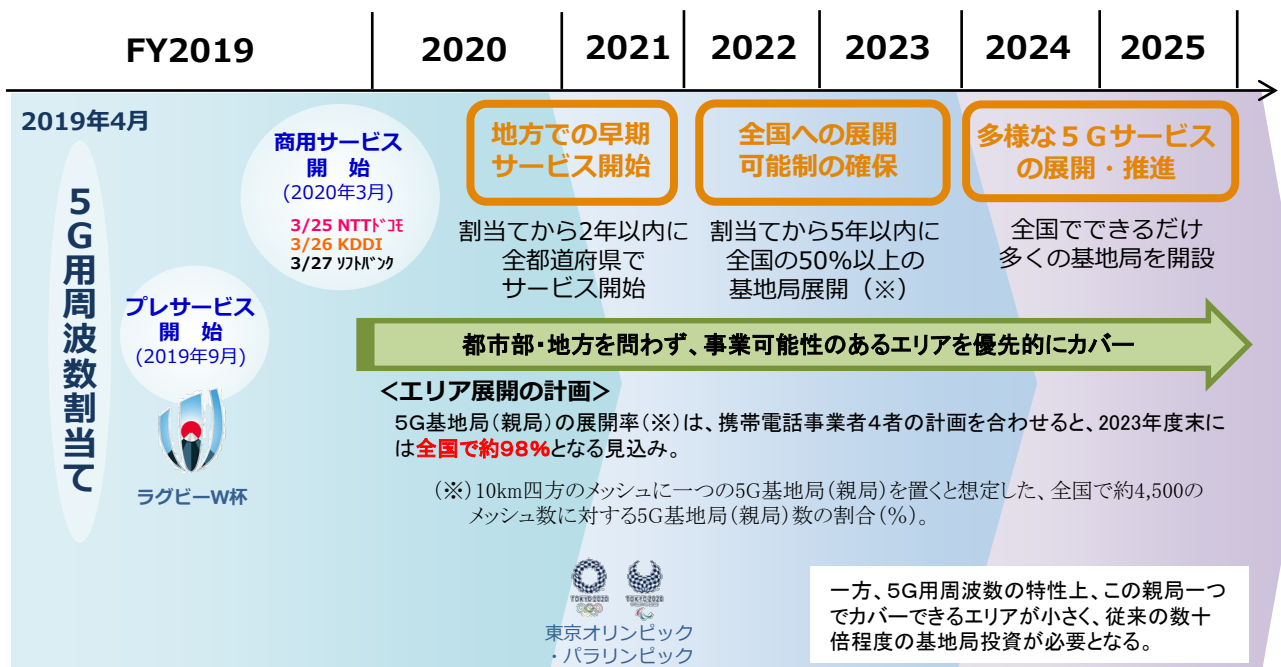 FY2019
2020
2021
2022
2023
2024
2025
2019年4月
5G用周波数割当て
プレサービス
開 始
(2019年9月)
ラグビーW杯
商用サービス
開 始
(2020年3月)
3/25 NTTﾄﾞｺﾓ
3/26 KDDI
3/27 ｿﾌﾄﾊﾞﾝｸ
地方での早期
サービス開始
割当てから2年以内に
全都道府県で
サービス開始
全国への展開
可能制の確保
割当てから5年以内に
全国の50%以上の
基地局展開（※）
多様な５Gサービス
の展開・推進
全国でできるだけ
多くの基地局を開設
都市部・地方を問わず、事業可能性のあるエリアを優先的にカバー
＜エリア展開の計画＞
5G基地局（親局）の展開率（※）は、携帯電話事業者4者の計画を合わせると、2023年度末に
は全国で約98%となる見込み。
（※）10km四方のメッシュに一つの5G基地局（親局）を置くと想定した、全国で約4,500の
メッシュ数に対する5G基地局（親局）数の割合（％）。
TOKYO 2020
TOKYO 2020
東京オリンピック
・パラリンピック
一方、5G用周波数の特性上、この親局一つ
でカバーできるエリアが小さく、従来の数十
倍程度の基地局投資が必要となる。